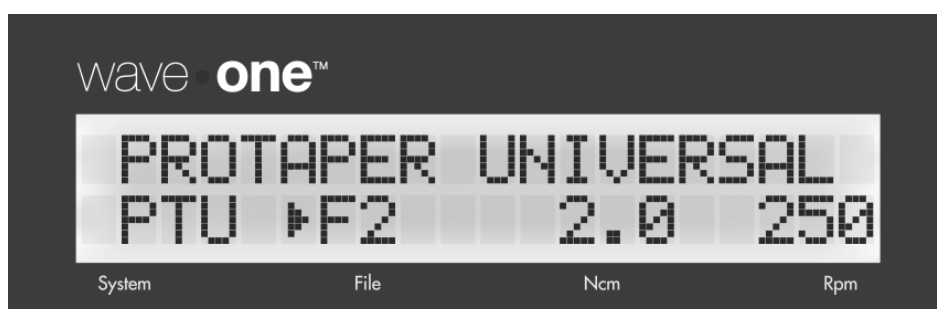 wave•one™
PROTAPER UNIVERSAL
PTU ▶F2 2.0 250
System File Ncm Rpm